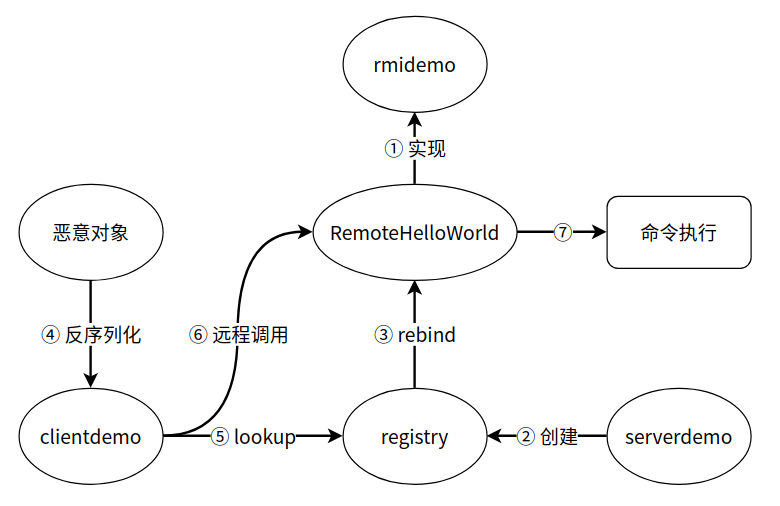 rmidemo
① 实现
恶意对象
RemoteHelloWorld
⑦
命令执行
④ 反序列化
⑥ 远程调用
③ rebind
clientdemo
⑤ lookup
registry
② 创建
serverdemo